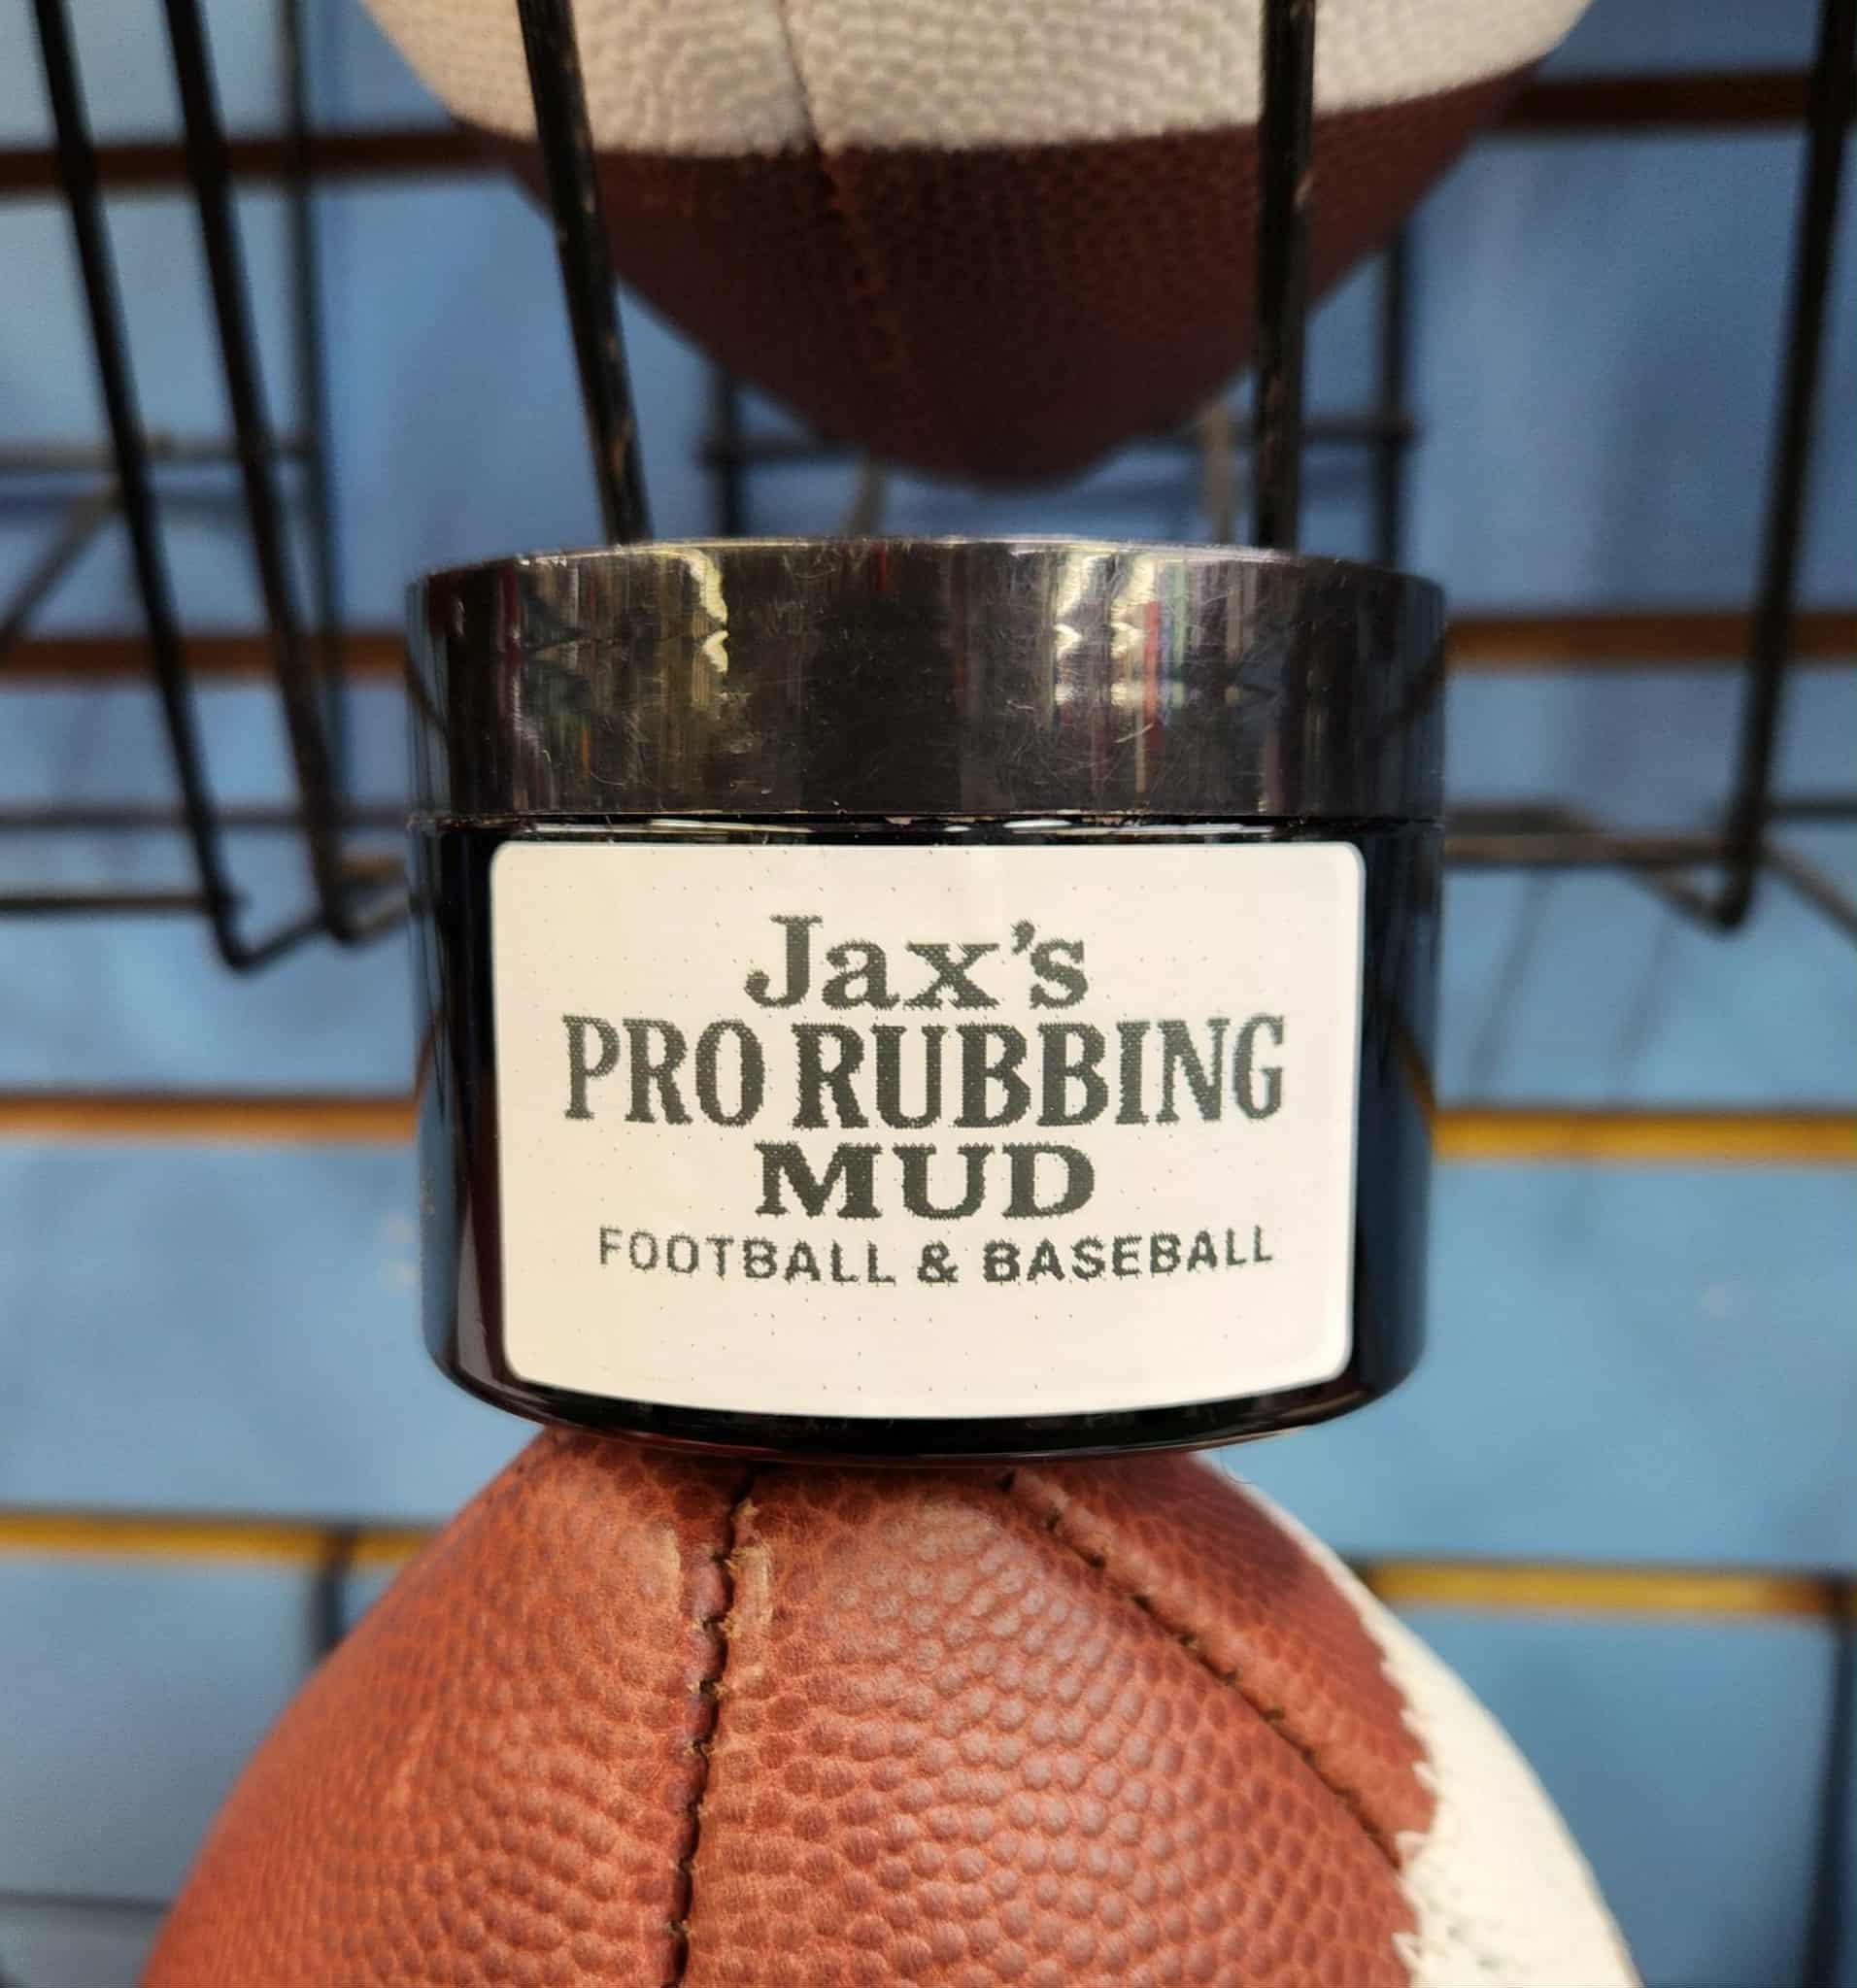 Jax's
PRO RUBBING
MUD
FOOTBALL & BASEBALL